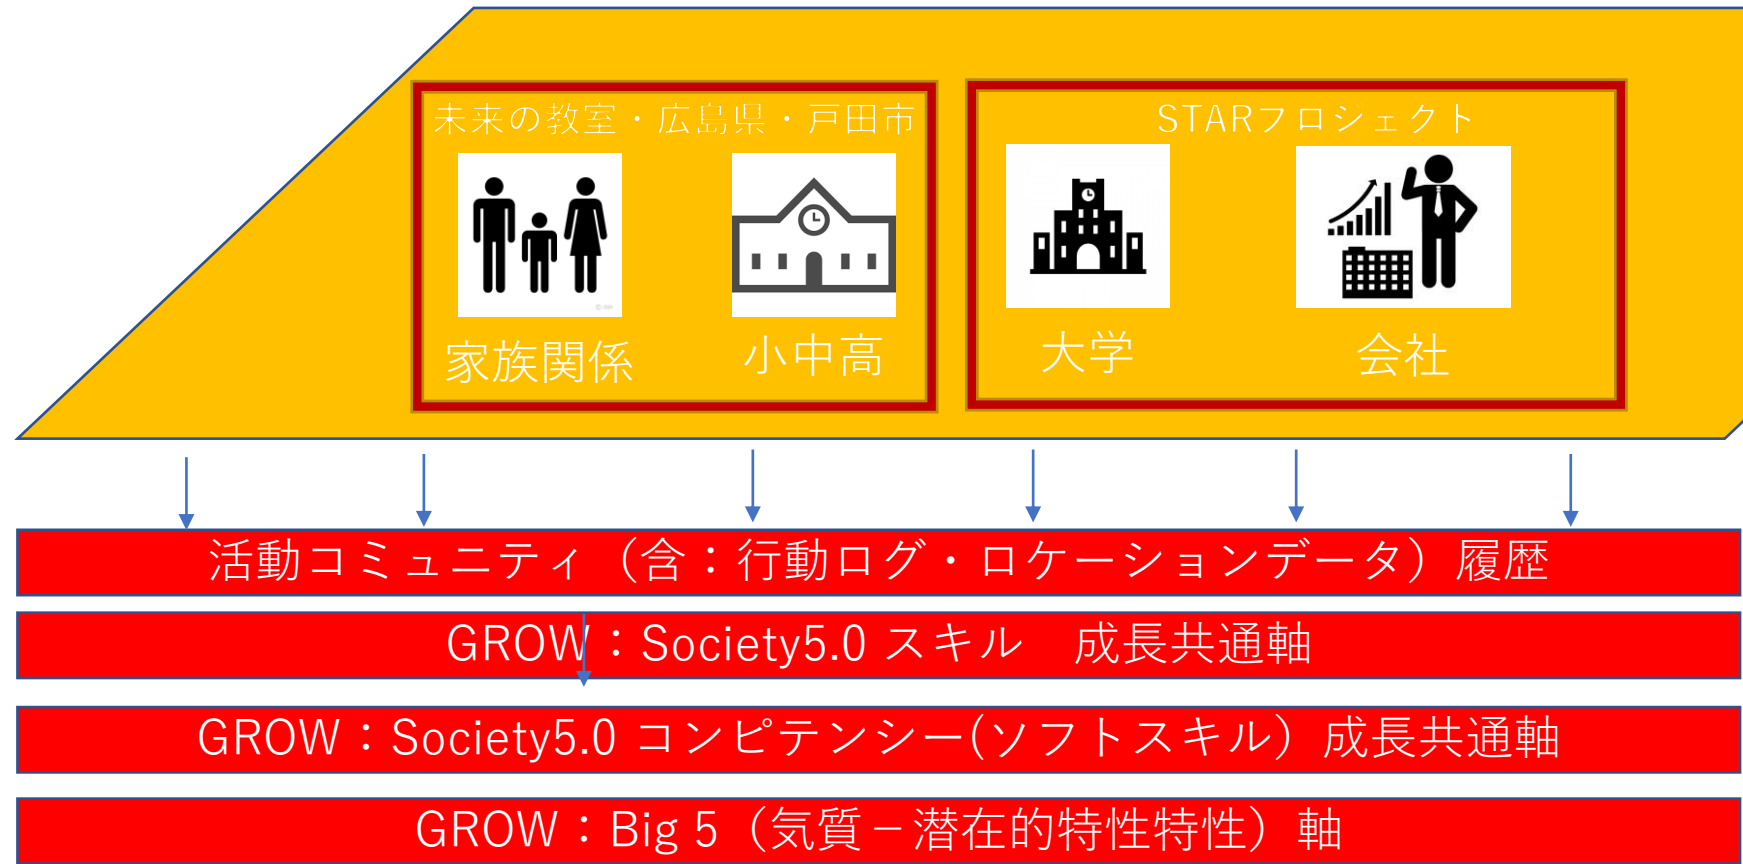 未来の教室・広島県・戸田市
STARフロシェクト
家族関係
小中高
大学
会社
活動コミュニティ（含：行動ログ・ロケーションデータ）履歴
GROW：Society5.0 スキル　成長共通軸
GROW：Society5.0 コンピテンシー(ソフトスキル）成長共通軸
GROW：Big 5（気質－潜在的特性特性）軸